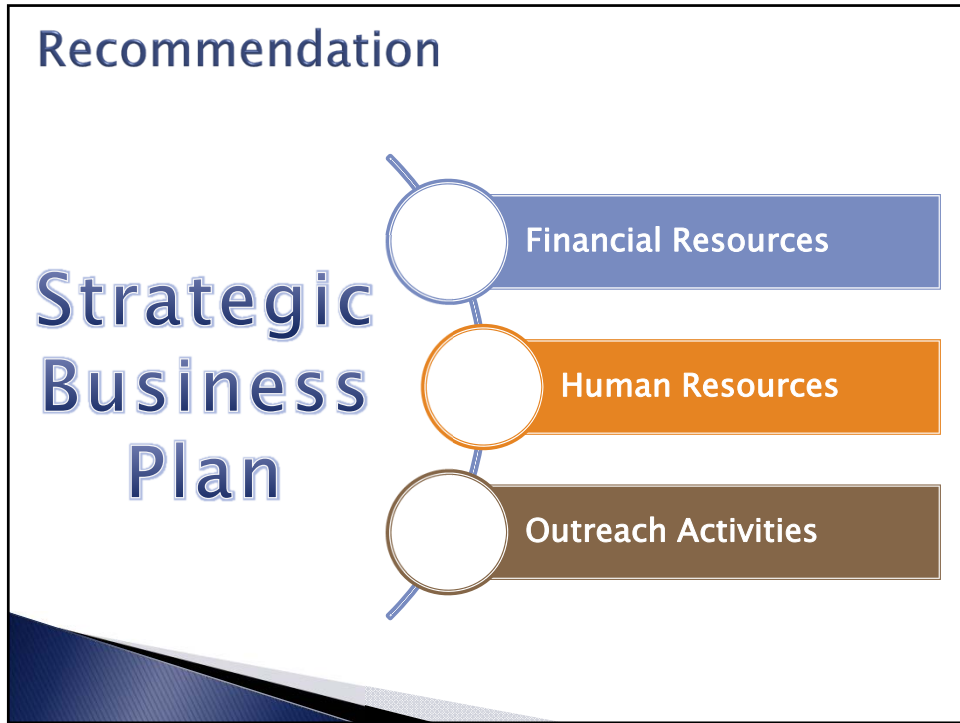 Recommendation
Strategic
Business
Plan
Financial Resources
Human Resources
Outreach Activities